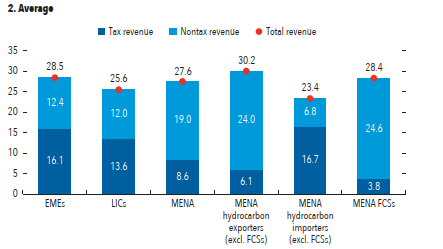 2. Average
Tax revenue Nontax revenue Total revenue
35
30
25
20
15
10
5
0
28.5
12.4
16.1
25.6
12.0
13.6
27.6
19.0
8.6
30.2
24.0
6.1
23.4
6.8
16.7
28.4
24.6
3.8
EMEs
LICs
MENA
MENA
hydrocarbon
exporters
(excl. FCSs)
MENA
hydrocarbon
importers
(excl. FCSs)
MENA FCSs